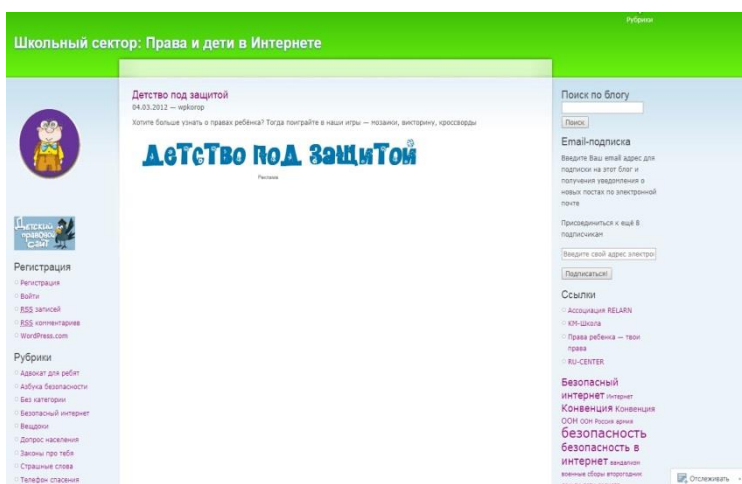 Рубрики
Школьный сектор: Права и дети в Интернете
Детский
правовой
сайт
Регистрация
Регистрация
Войти
RSS записей
RSS комментариев
WordPress.com
Рубрики
Адвокат для ребят
Азбука безопасности
Без категории
Безопасный интернет
Вещдоки
Допрос населения
Законы про тебя
Страшные слова
Телефон спасения
Детство под защитой
04.03.2012 — wpkorop
Хотите больше узнать о правах ребёнка? Тогда поиграйте в наши игры — мозаики, викторину, кроссворды
Детство под защитой
Реклама
Поиск по блогу
Поиск
Email-подписка
Введите Ваш email адрес для
подписки на этот блог и
получения уведомления о
новых постах по электронной
почте
Присоединиться к ещё 8
подписчикам
Введите свой адрес электро
Подписаться!
Ссылки
Ассоциация RELARN
КМ-Школа
Права ребенка — твои
права
RU-CENTER
Безопасный
интернет Интернет
Конвенция Конвенция
ООН ООН Россия армия
безопасность
безопасность в
интернет вандализм
военные сборы второгодник
Отслеживать